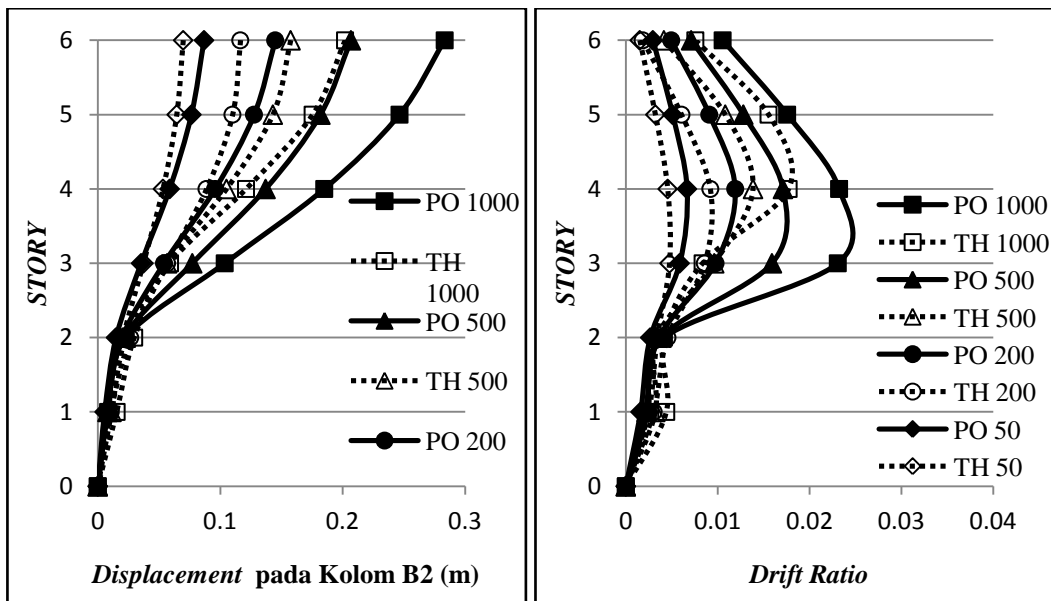 STORY
6
5
4
3
2
1
0
0
0.1
0.2
0.3
Displacement pada Kolom B2 (m)
PO 1000
TH
1000
PO 500
TH 500
PO 200
STORY
6
5
4
3
2
1
0
0
0.01
0.02
0.03
0.04
Drift Ratio
PO 1000
TH 1000
PO 500
TH 500
PO 200
TH 200
PO 50
TH 50